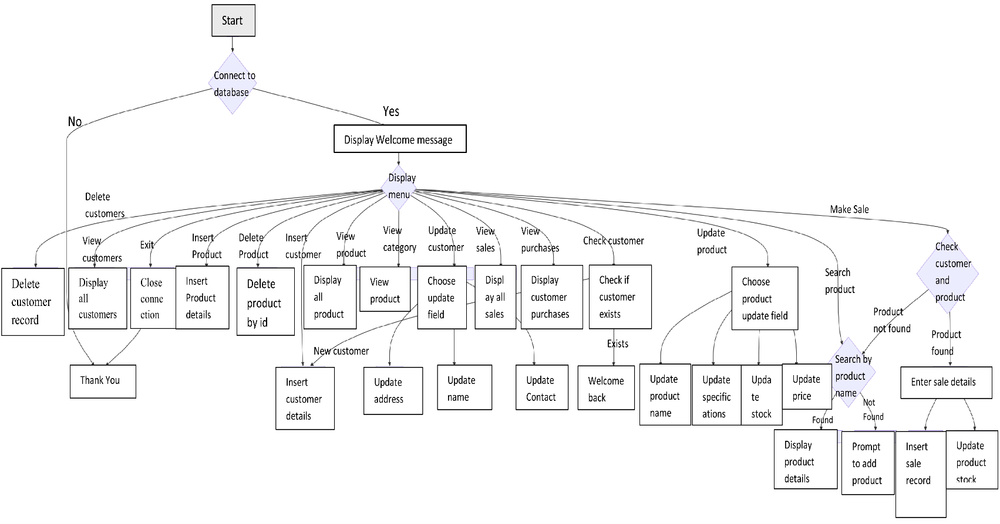 Start
Connect to
database
No
Yes
Display Welcome message
Display
menu
Delete
customers
View
customers
Exit
Insert
Product
Delete
Product
Insert
customer
View
product
View
category
Update
customer
View
sales
View
purchases
Check customer
Update
product
Search
product
Make Sale
Delete
customer
record
Display
all
customers
Close
conne
ction
Insert
Product
details
Delete
product
by id
Display
all
product
View
product
Choose
update
field
Displ
ay all
sales
Display
customer
purchases
Check if
customer
exists
Choose
product
update field
Check
customer
and
product
Product
not found
Product
found
New customer
Exists
Thank You
Insert
customer
details
Update
address
Update
name
Update
Contact
Welcome
back
Update
product
name
Update
specific
ations
Upda
te
stock
Update
price
Search by
product
name
Enter sale details
Found
Not
Found
Display
product
details
Prompt
to add
product
Insert
sale
record
Update
product
stock